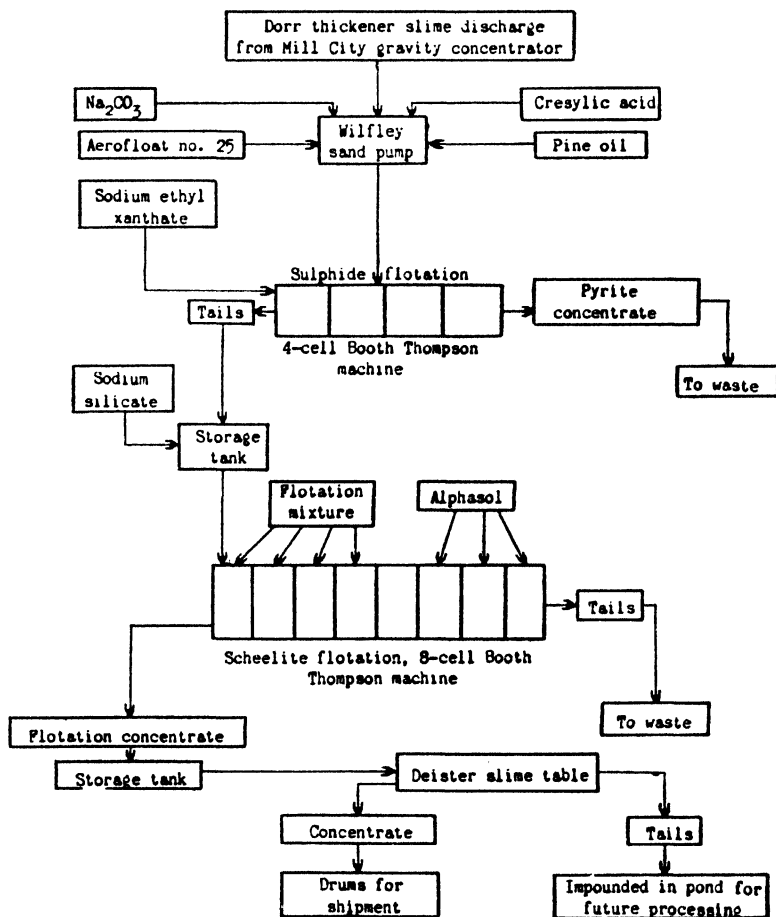 Dorr thickener slime discharge
from Mill City gravity concentrator
Na2CO3
Cresylic acid
Wilfley
sand pump
Aerofloat no. 25
Pine oil
Sodium ethyl
xanthate
Sulphide flotation
Tails
Pyrite
concentrate
4-cell Booth Thompson
machine
To waste
Sodium
silicate
Storage
tank
Flotation
mixture
Alphasol
Tails
Scheelite flotation, 8-cell Booth
Thompson machine
To waste
Flotation concentrate
Storage tank
Deister slime table
Concentrate
Tails
Drums for
shipment
Impounded in pond for
future processing